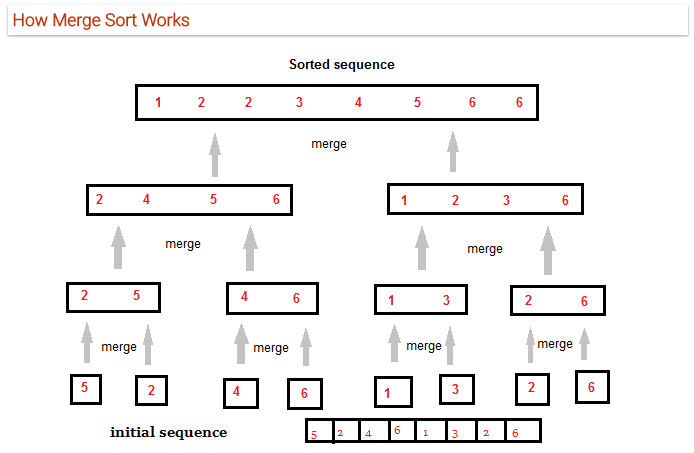 How Merge Sort Works
Sorted sequence
1 2 2 3 4 5 6 6
merge
2 4 5 6
1 2 3 6
merge
merge
2 5
4 6
1 3
2 6
merge
merge
merge
merge
5
2
4
6
1
3
2
6
initial sequence
5 2 4 6 1 3 2 6